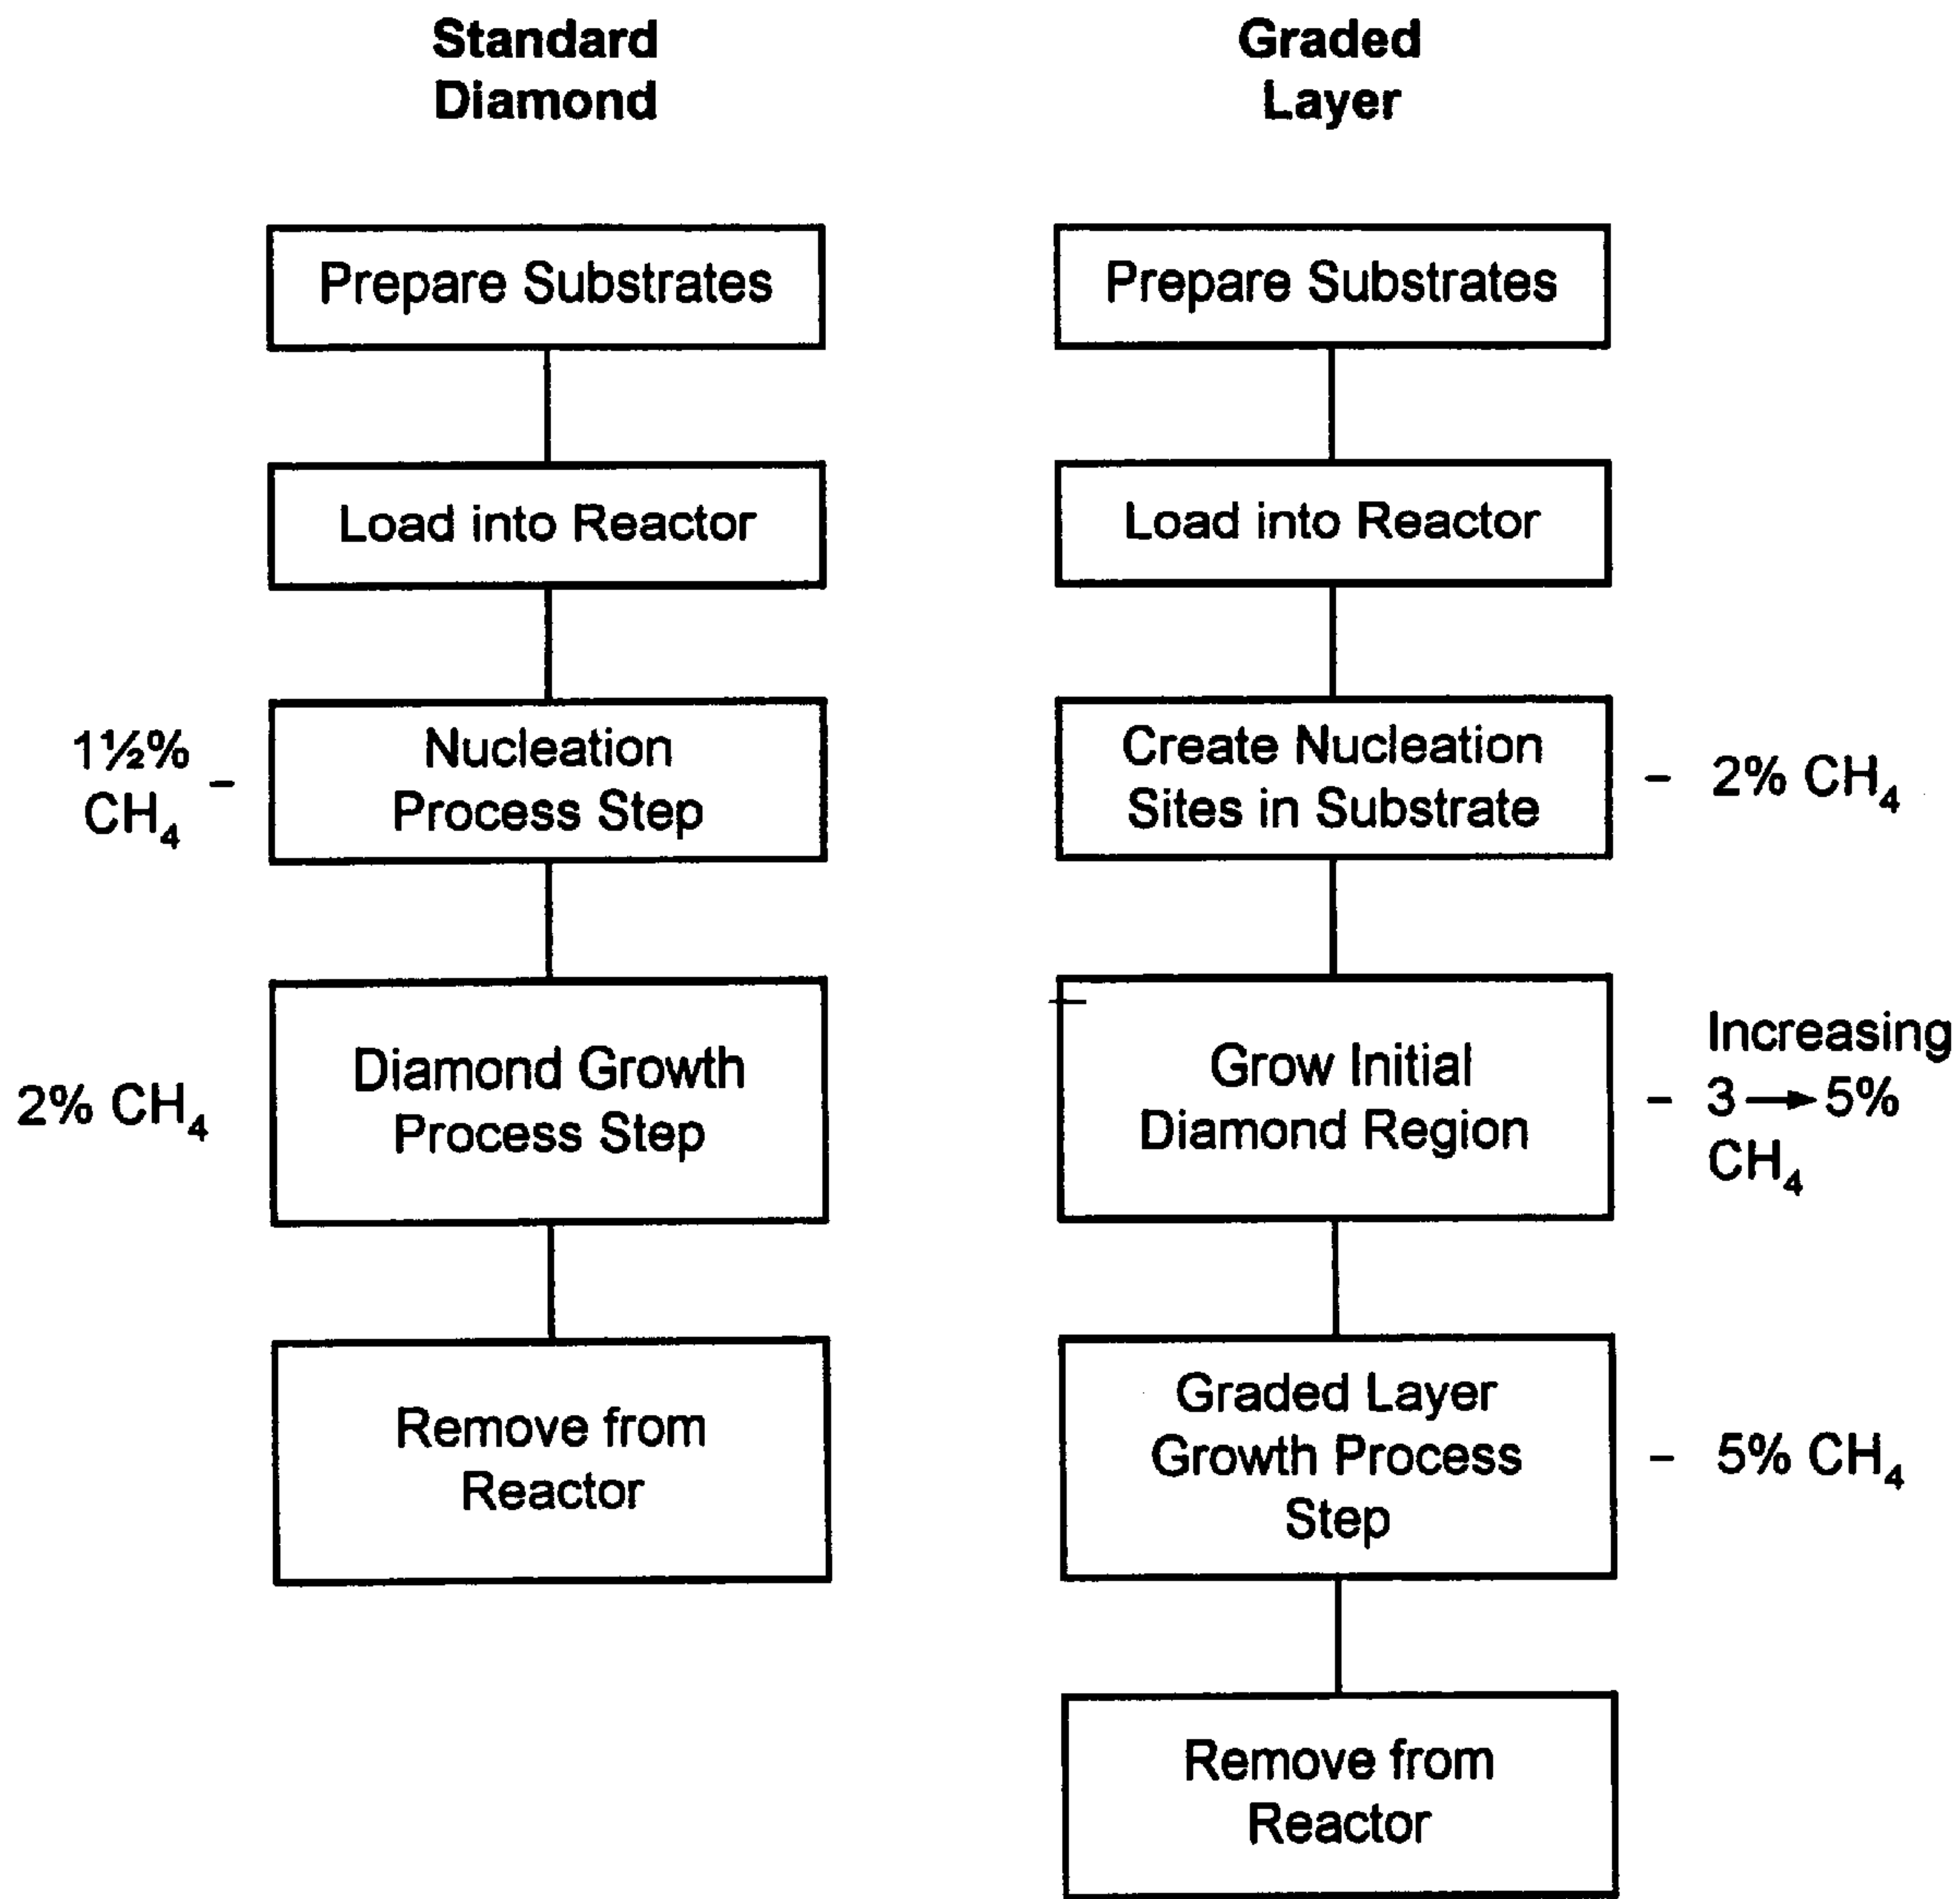 Standard
Diamond
Prepare Substrates
Load into Reactor
1½%
CH₄ –
Nucleation
Process Step
2% CH₄
Diamond Growth
Process Step
Remove from
Reactor
Graded
Layer
Prepare Substrates
Load into Reactor
Create Nucleation
Sites in Substrate
– 2% CH₄
Grow Initial
Diamond Region
Increasing
– 3 → 5%
CH₄
Graded Layer
Growth Process
Step
– 5% CH₄
Remove from
Reactor